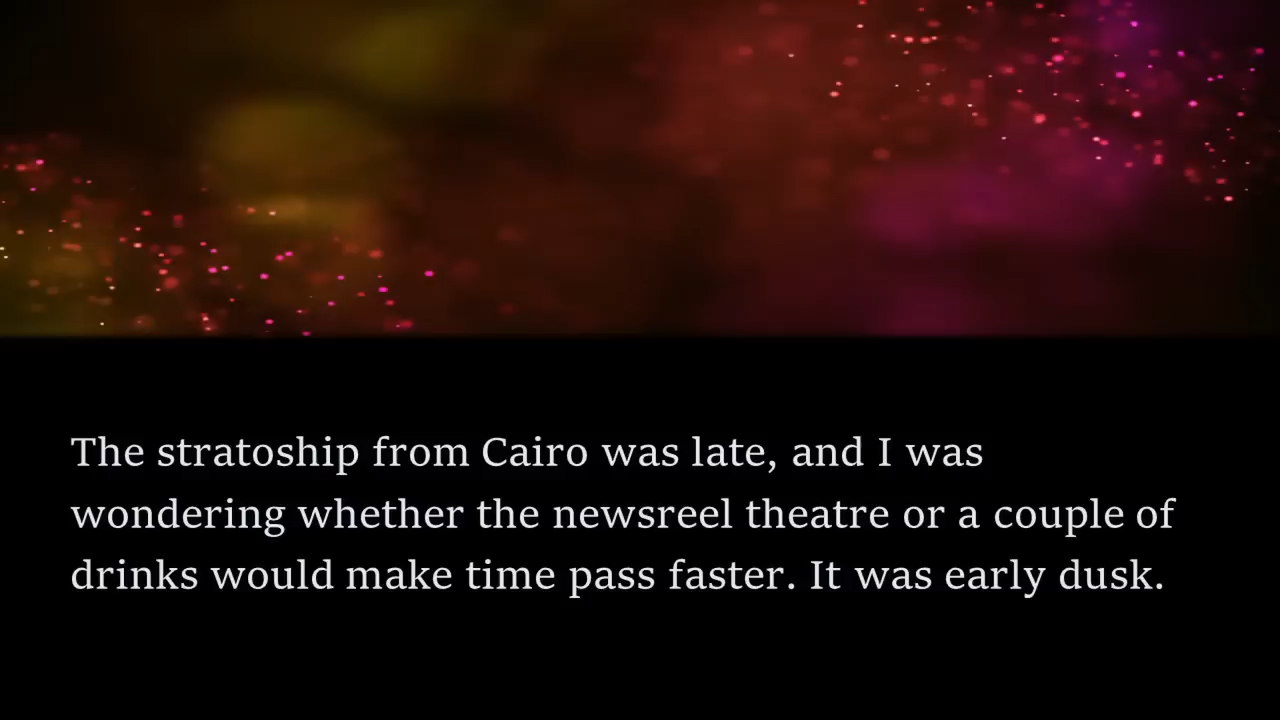 The stratoship from Cairo was late, and I was
wondering whether the newsreel theatre or a couple of
drinks would make time pass faster. It was early dusk.